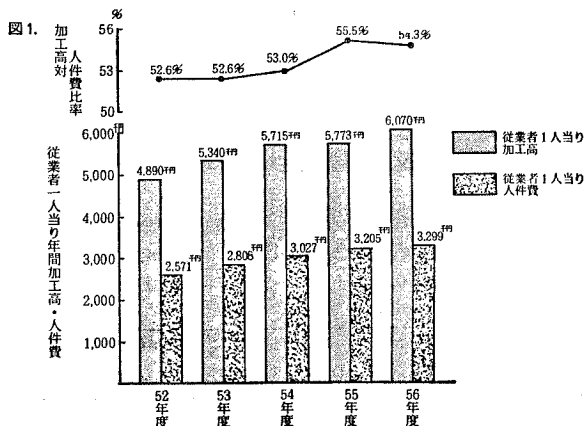 図1.
加工高対
人件費比率
%
56
53
50
52.6%
52.6%
53.0%
55.5%
54.3%
従業者一人当り年間加工高・人件費
千円
6,000
5,000
4,000
3,000
2,000
1,000
4,890千円
2,571千円
5,340千円
2,806千円
5,715千円
3,027千円
5,773千円
3,205千円
6,070千円
3,299千円
従業者1人当り
加工高
従業者1人当り
人件費
52年度
53年度
54年度
55年度
56年度